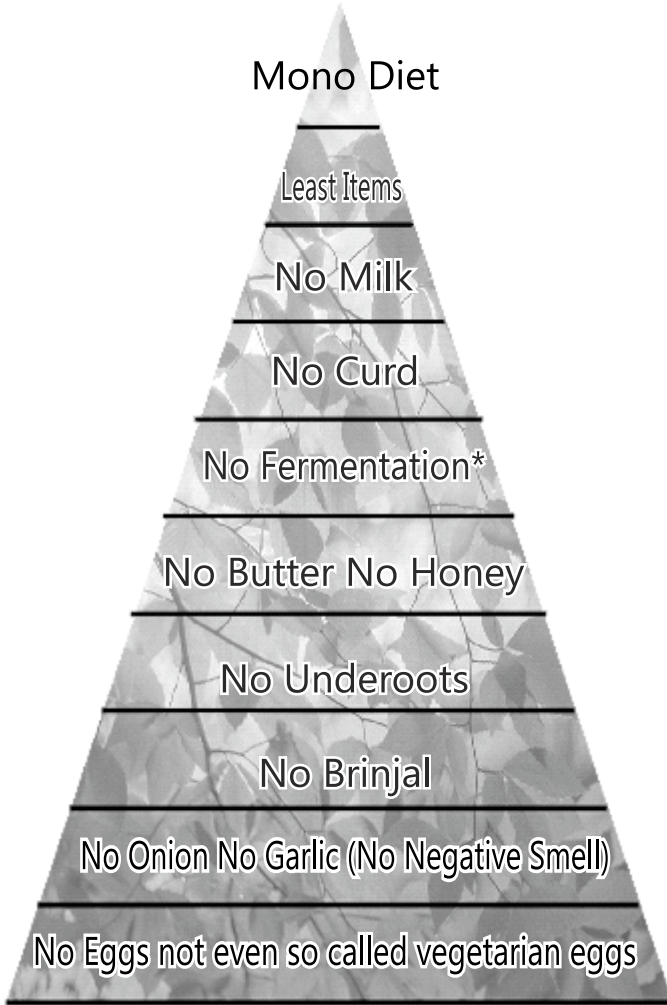 Mono Diet
Least Items
No Milk
No Curd
No Fermentation*
No Butter No Honey
No Underoots
No Brinjal
No Onion No Garlic (No Negative Smell)
No Eggs not even so called vegetarian eggs